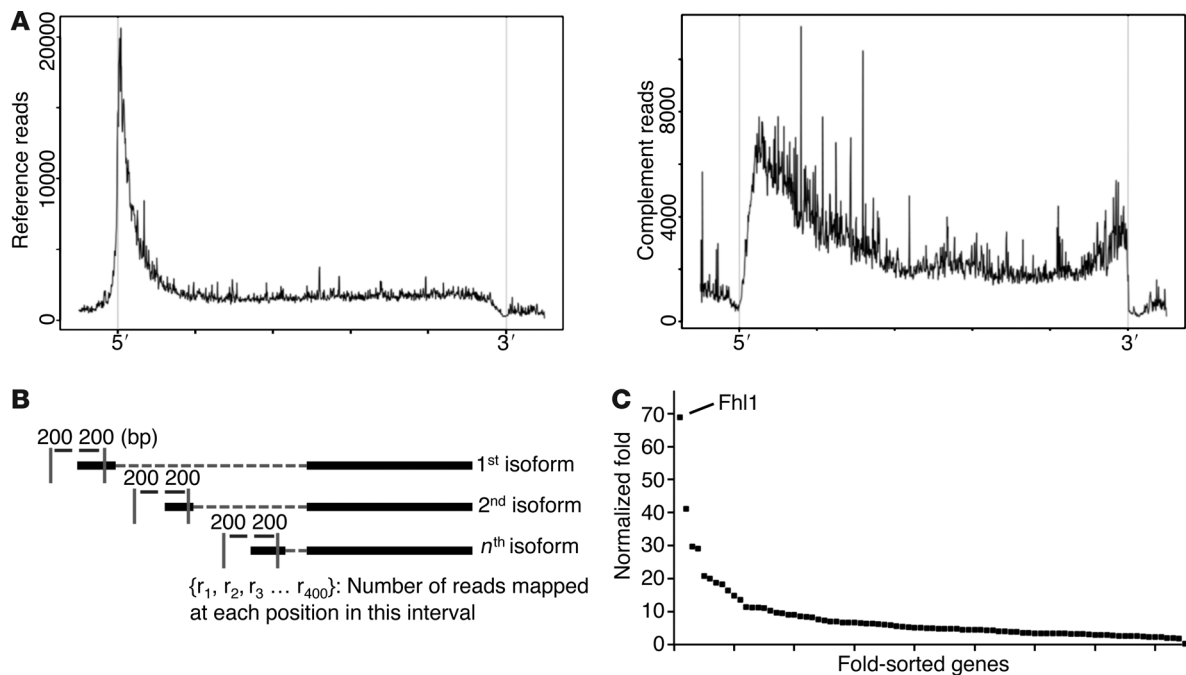 A
Reference reads
20000
10000
0
5′
3′
Complement reads
8000
4000
0
5′
3′
B
200 200 (bp)
1st isoform
200 200
2nd isoform
200 200
nth isoform
{r1, r2, r3 … r400}: Number of reads mapped
at each position in this interval
C
Normalized fold
70
60
50
40
30
20
10
0
Fhl1
Fold-sorted genes